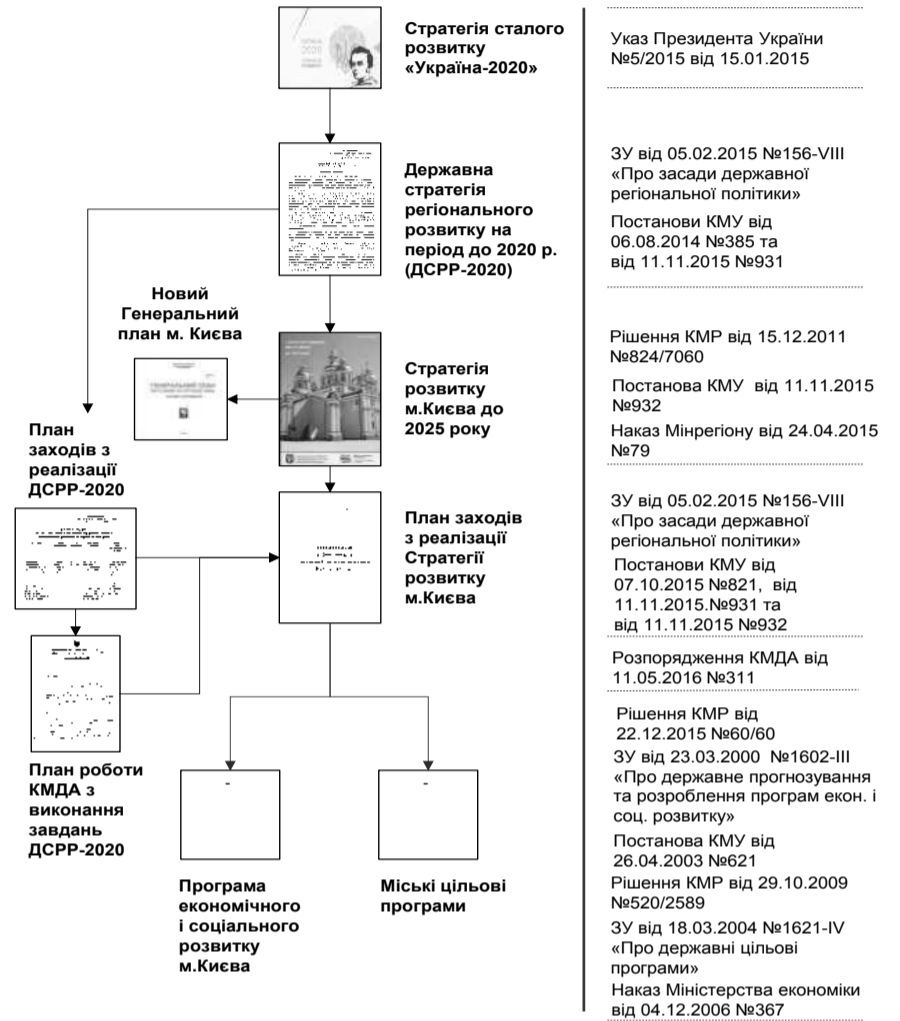 Стратегія сталого
розвитку
«Україна-2020»
Державна
стратегія
регіонального
розвитку на
період до 2020 р.
(ДСРР-2020)
Новий
Генеральний
план м. Києва
ГЕНЕРАЛЬНИЙ ПЛАН
Стратегія
розвитку
м.Києва до
2025 року
План
заходів з
реалізації
ДСРР-2020
План заходів
з реалізації
Стратегії
розвитку
м.Києва
План роботи
КМДА з
виконання
завдань
ДСРР-2020
Програма
економічного
і соціального
розвитку
м.Києва
Міські цільові
програми
Указ Президента України
№5/2015 від 15.01.2015
ЗУ від 05.02.2015 №156-VIII
«Про засади державної
регіональної політики»
Постанови КМУ від
06.08.2014 №385 та
від 11.11.2015 №931
Рішення КМР від 15.12.2011
№824/7060
Постанова КМУ від 11.11.2015
№932
Наказ Мінрегіону від 24.04.2015
№79
ЗУ від 05.02.2015 №156-VIII
«Про засади державної
регіональної політики»
Постанови КМУ від
07.10.2015 №821, від
11.11.2015.№931 та
від 11.11.2015 №932
Розпорядження КМДА від
11.05.2016 №311
Рішення КМР від
22.12.2015 №60/60
ЗУ від 23.03.2000 №1602-III
«Про державне прогнозування
та розроблення програм екон. і
соц. розвитку»
Постанова КМУ від
26.04.2003 №621
Рішення КМР від 29.10.2009
№520/2589
ЗУ від 18.03.2004 №1621-IV
«Про державні цільові
програми»
Наказ Міністерства економіки
від 04.12.2006 №367